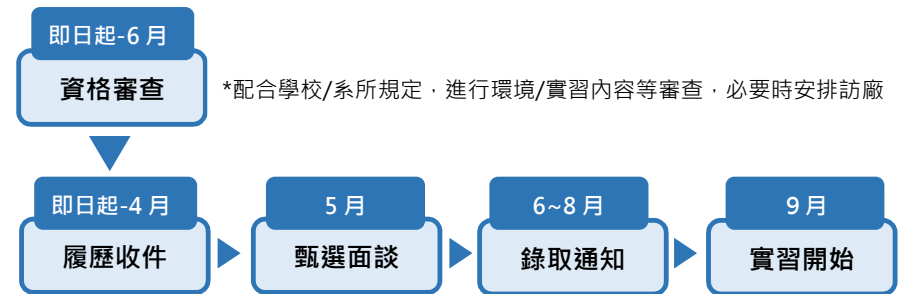 即日起-6 月
資格審查
*配合學校/系所規定，進行環境/實習內容等審查，必要時安排訪廠
即日起-4 月
履歷收件
5 月
甄選面談
6~8 月
錄取通知
9 月
實習開始